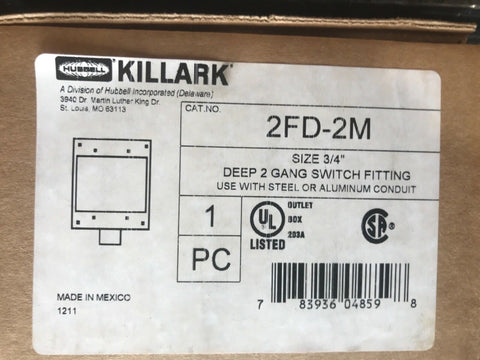 HUBBELL KILLARK®
A Division of Hubbell Incorporated (Delaware)
3940 Dr. Martin Luther King Dr.
St. Louis, MO 63113
CAT.NO.
2FD-2M
SIZE 3/4"
DEEP 2 GANG SWITCH FITTING
USE WITH STEEL OR ALUMINUM CONDUIT
1
PC
UL
LISTED
OUTLET
BOX
203A
SA
MADE IN MEXICO
1211
7 83936 04859 8